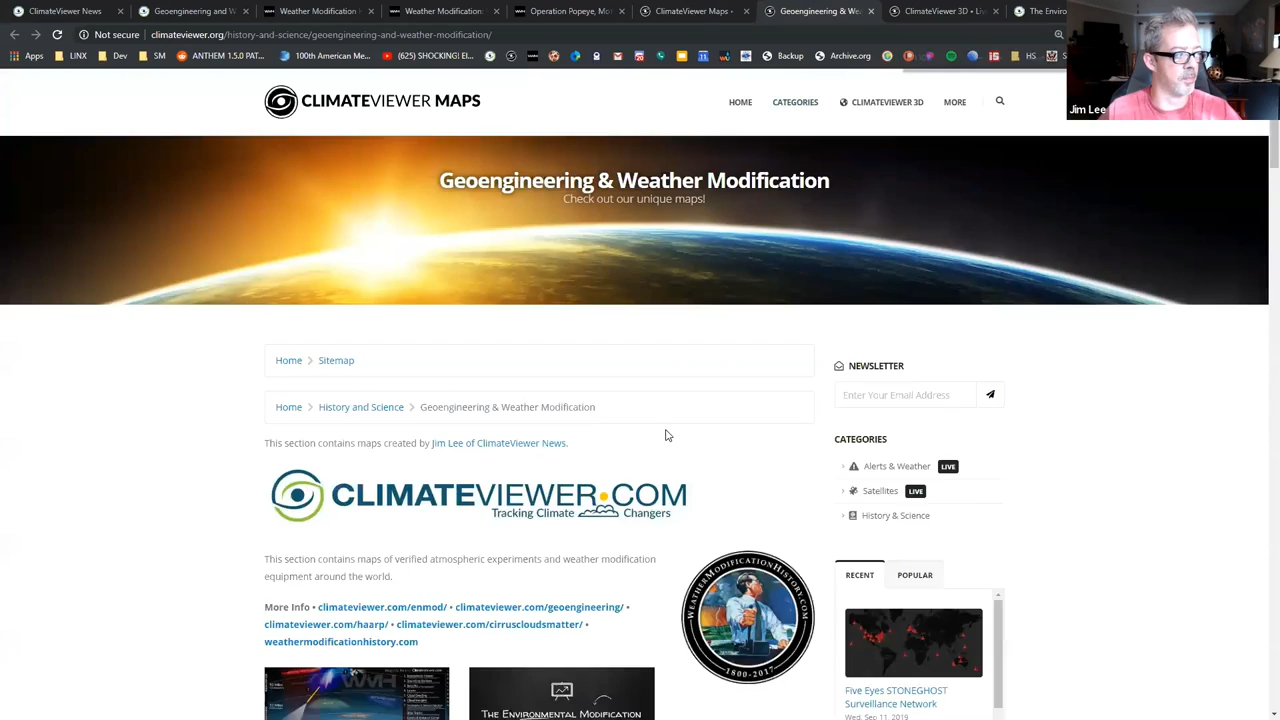 ClimateViewer News
Geoengineering and W
Weather Modification
Weather Modification
Operation Popeye, Mo
ClimateViewer Maps
Geoengineering & Wea
ClimateViewer 3D • Liv
The Enviro
Not secure
climateviewer.org/history-and-science/geoengineering-and-weather-modification/
Apps
LINX
Dev
SM
ANTHEM 1.5.0 PAT...
100th American Me...
(625) SHOCKING! El...
Backup
Archive.org
HS
Jim Lee
CLIMATEVIEWER MAPS
HOME
CATEGORIES
CLIMATEVIEWER 3D
MORE
Geoengineering & Weather Modification
Check out our unique maps!
Home > Sitemap
Home > History and Science > Geoengineering & Weather Modification
This section contains maps created by Jim Lee of ClimateViewer News.
CLIMATEVIEWER.COM
Tracking Climate Changers
This section contains maps of verified atmospheric experiments and weather modification
equipment around the world.
More Info • climateviewer.com/enmod/ • climateviewer.com/geoengineering/ •
climateviewer.com/haarp/ • climateviewer.com/cirruscloudsmatter/ •
weathermodificationhistory.com
WEATHERMODIFICATIONHISTORY.COM
1800-2017
THE ENVIRONMENTAL MODIFICATION
NEWSLETTER
Enter Your Email Address
CATEGORIES
Alerts & Weather LIVE
Satellites LIVE
History & Science
RECENT
POPULAR
Five Eyes STONEGHOST
Surveillance Network
Wed, Sep 11, 2019